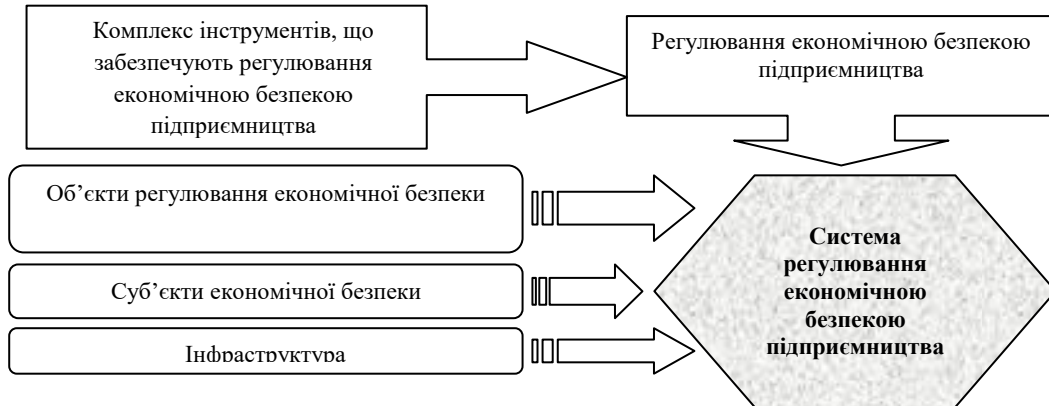 Комплекс інструментів, що
забезпечують регулювання
економічною безпекою
підприємництва
Регулювання економічною безпекою
підприємництва
Об’єкти регулювання економічної безпеки
Суб’єкти економічної безпеки
Інфраструктура
Система
регулювання
економічною
безпекою
підприємництва